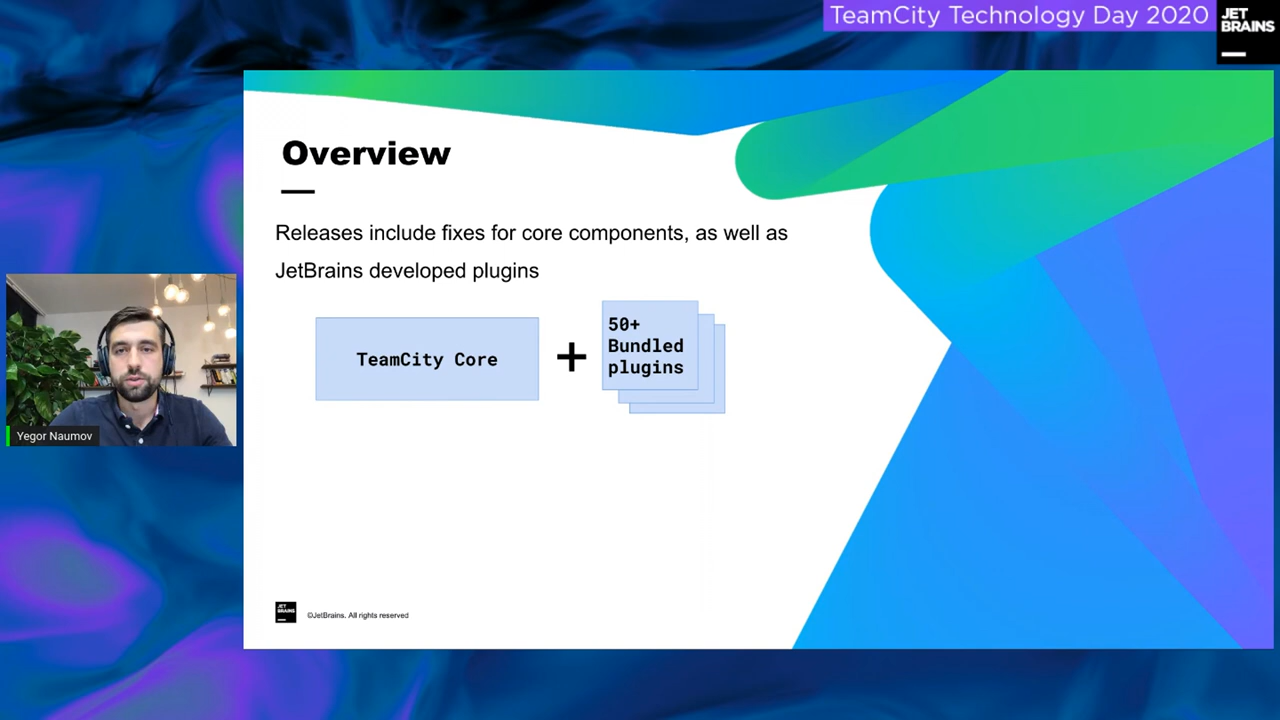 TeamCity Technology Day 2020
JET
BRAINS
Overview
Releases include fixes for core components, as well as
JetBrains developed plugins
TeamCity Core
+
50+
Bundled
plugins
Yegor Naumov
JET
BRAINS
©JetBrains. All rights reserved